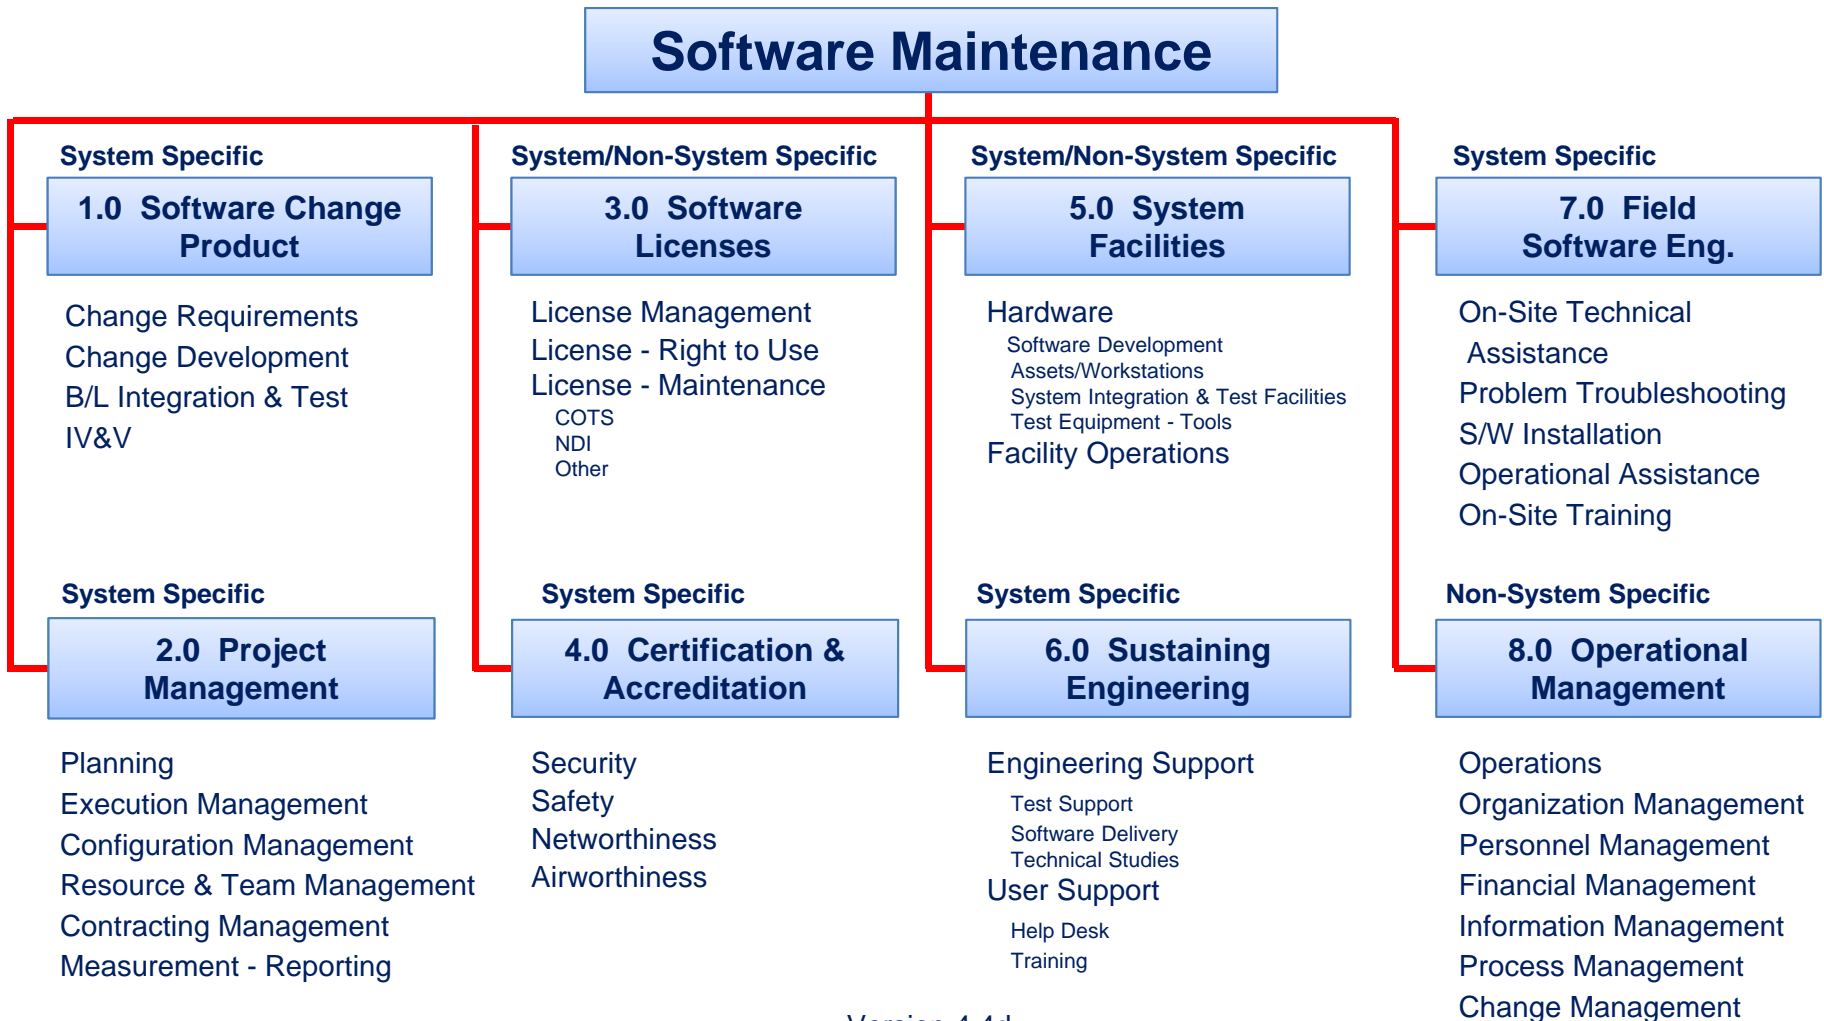 Software Maintenance
System Specific
1.0 Software Change
Product
Change Requirements
Change Development
B/L Integration & Test
IV&V
System/Non-System Specific
3.0 Software
Licenses
License Management
License - Right to Use
License - Maintenance
COTS
NDI
Other
System/Non-System Specific
5.0 System
Facilities
Hardware
Software Development
Assets/Workstations
System Integration & Test Facilities
Test Equipment - Tools
Facility Operations
System Specific
7.0 Field
Software Eng.
On-Site Technical
Assistance
Problem Troubleshooting
S/W Installation
Operational Assistance
On-Site Training
System Specific
2.0 Project
Management
Planning
Execution Management
Configuration Management
Resource & Team Management
Contracting Management
Measurement - Reporting
System Specific
4.0 Certification &
Accreditation
Security
Safety
Networthiness
Airworthiness
System Specific
6.0 Sustaining
Engineering
Engineering Support
Test Support
Software Delivery
Technical Studies
User Support
Help Desk
Training
Non-System Specific
8.0 Operational
Management
Operations
Organization Management
Personnel Management
Financial Management
Information Management
Process Management
Change Management
Version 4.4d